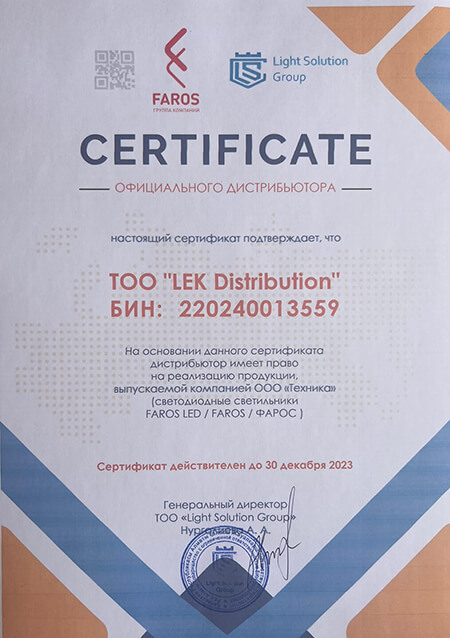 FAROS
ГРУППА КОМПАНИЙ
Light Solution
Group
CERTIFICATE
ОФИЦИАЛЬНОГО ДИСТРИБЬЮТОРА
настоящий сертификат подтверждает, что
ТОО "LEK Distribution"
БИН: 220240013559
На основании данного сертификата
дистрибьютор имеет право
на реализацию продукции,
выпускаемой компанией ООО «Техника»
(светодиодные светильники
FAROS LED / FAROS / ФАРОС )
Сертификат действителен до 30 декабря 2023
Генеральный директор
ТОО «Light Solution Group»
А. А.
Light
Group